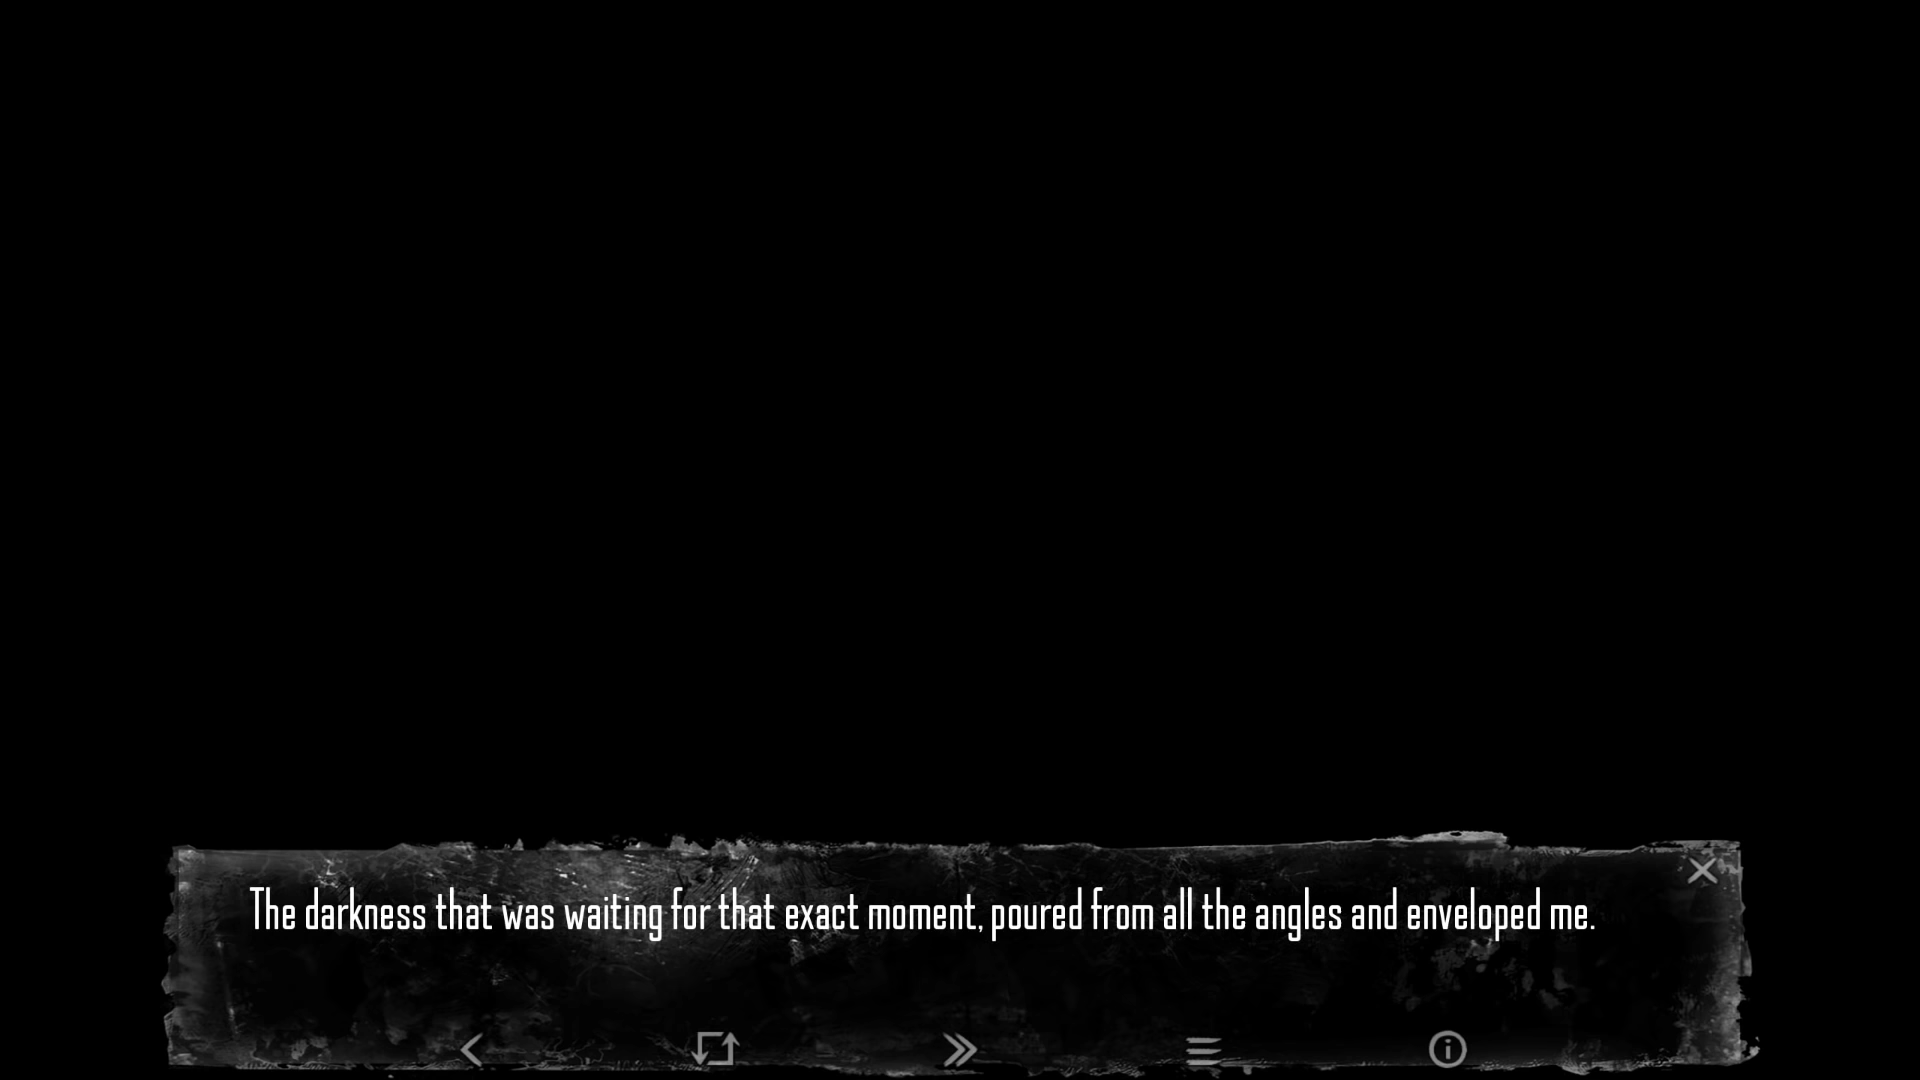 The darkness that was waiting for that exact moment, poured from all the angles and enveloped me.